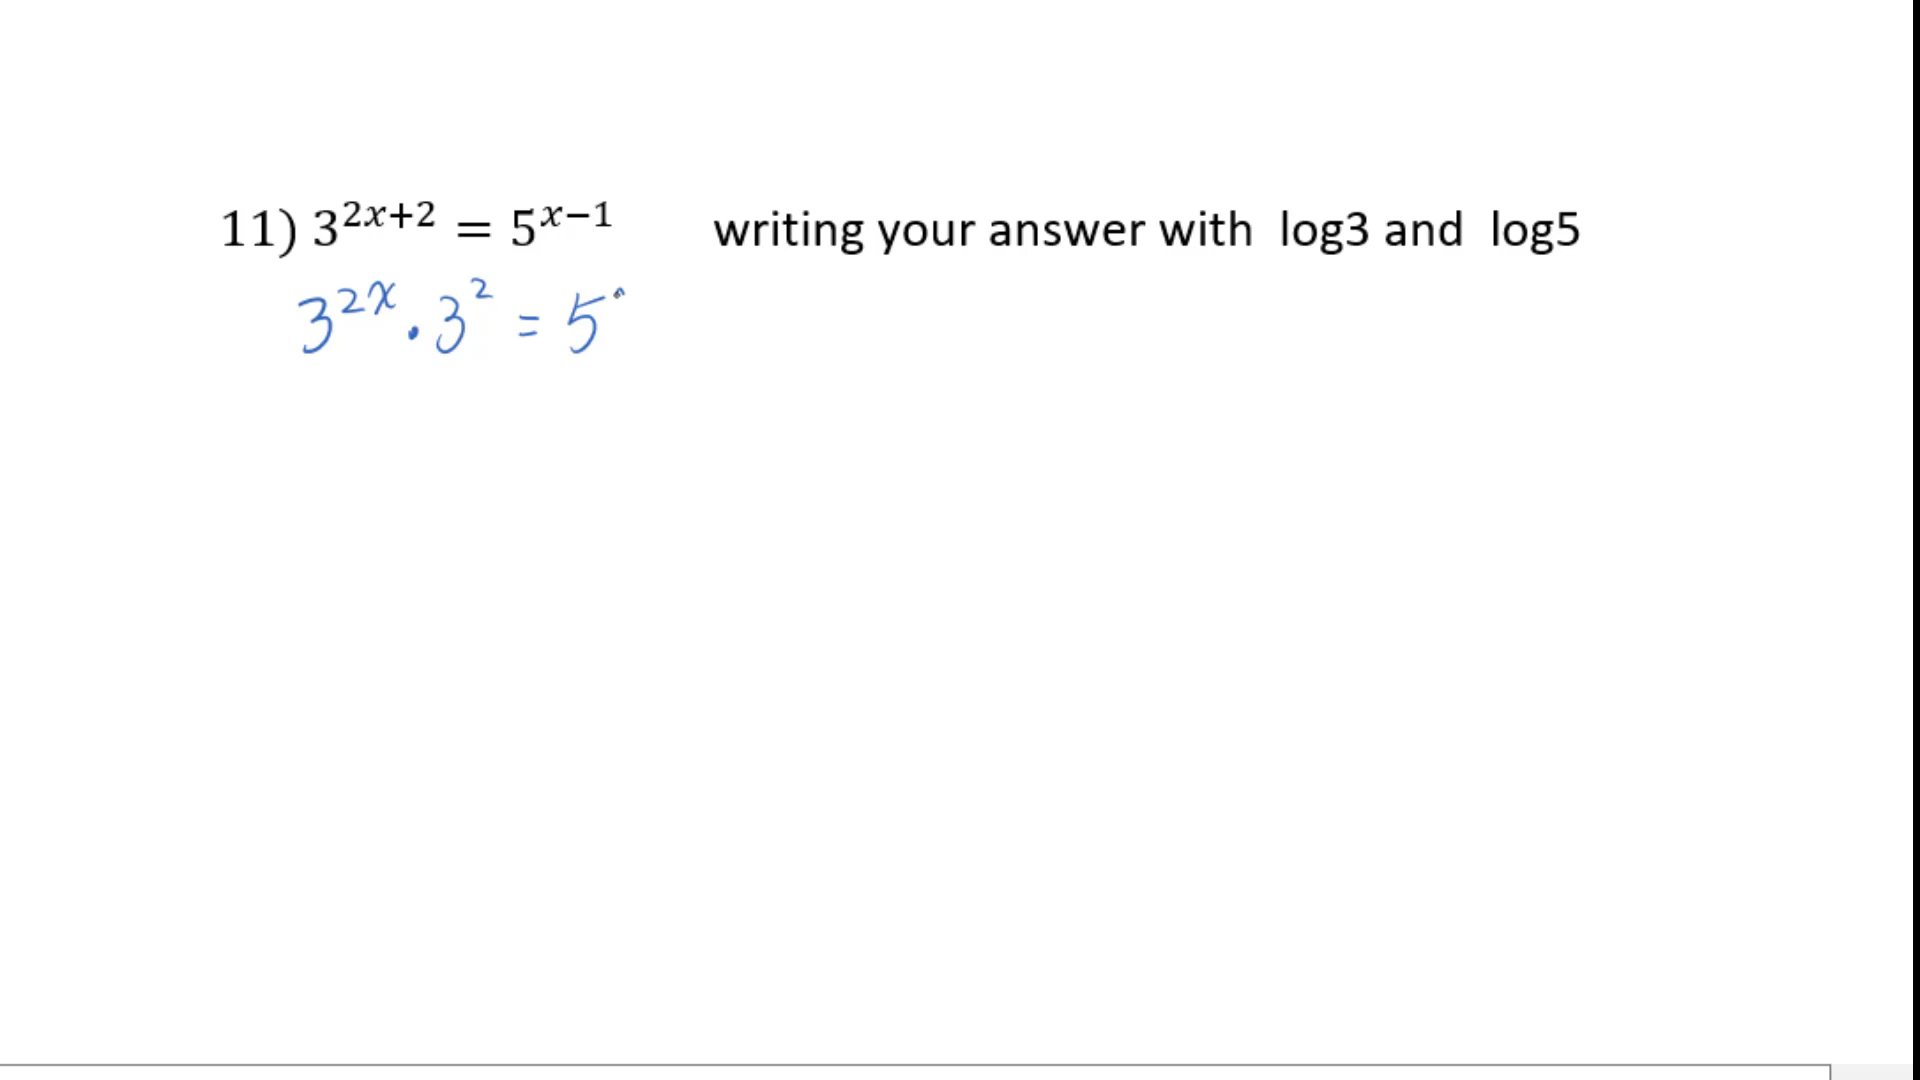 11) 3^{2x+2} = 5^{x−1} writing your answer with log3 and log5
3^{2x} · 3^2 = 5